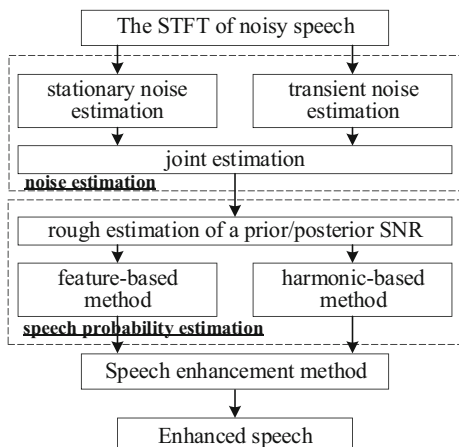 The STFT of noisy speech
stationary noise
estimation
transient noise
estimation
joint estimation
noise estimation
rough estimation of a prior/posterior SNR
feature-based
method
harmonic-based
method
speech probability estimation
Speech enhancement method
Enhanced speech